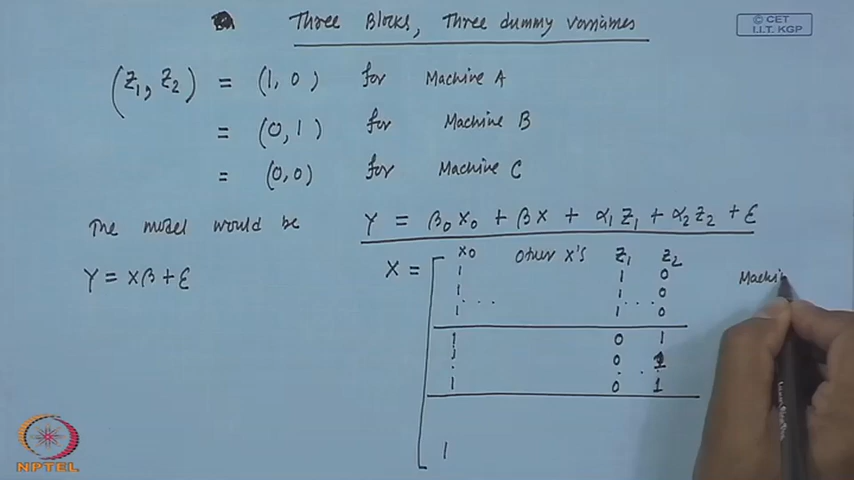 Three Blocks, Three dummy variables
© CET
I.I.T. KGP
(Z₁, Z₂) = (1, 0) for Machine A
= (0, 1) for Machine B
= (0, 0) for Machine C
The model would be Y = β₀ X₀ + βX + α₁ Z₁ + α₂ Z₂ + ε
Y = Xβ + ε
X = [ X₀ Other X's Z₁ Z₂
1 1 0
1 1 0
1 . . . 1 . . . 0
1 0 1
1 0 1
. . . .
1 0 1
1
Machin
NPTEL